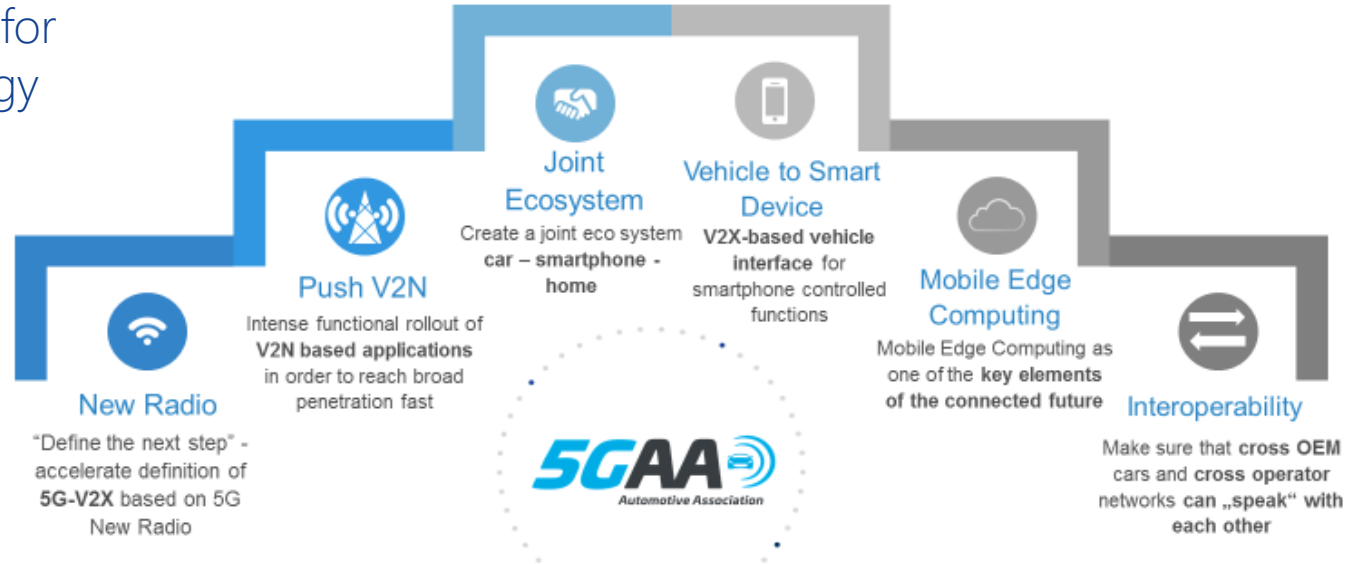 for
gy
Joint
Ecosystem
Create a joint eco system
car – smartphone -
home
Vehicle to Smart
Device
V2X-based vehicle
interface for
smartphone controlled
functions
Push V2N
Intense functional rollout of
V2N based applications
in order to reach broad
penetration fast
Mobile Edge
Computing
Mobile Edge Computing as
one of the key elements
of the connected future
New Radio
“Define the next step” -
accelerate definition of
5G-V2X based on 5G
New Radio
Interoperability
Make sure that cross OEM
cars and cross operator
networks can „speak“ with
each other
5GAA
Automotive Association